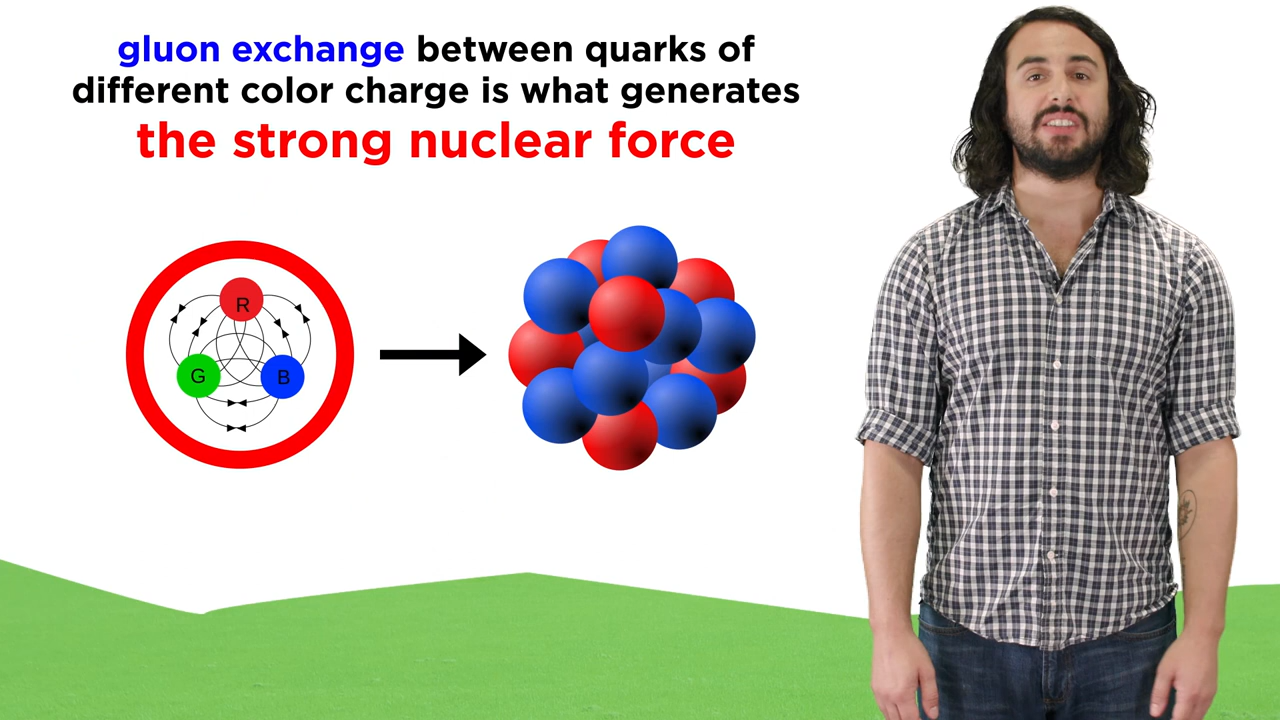 gluon exchange between quarks of
different color charge is what generates
the strong nuclear force
R
G
B